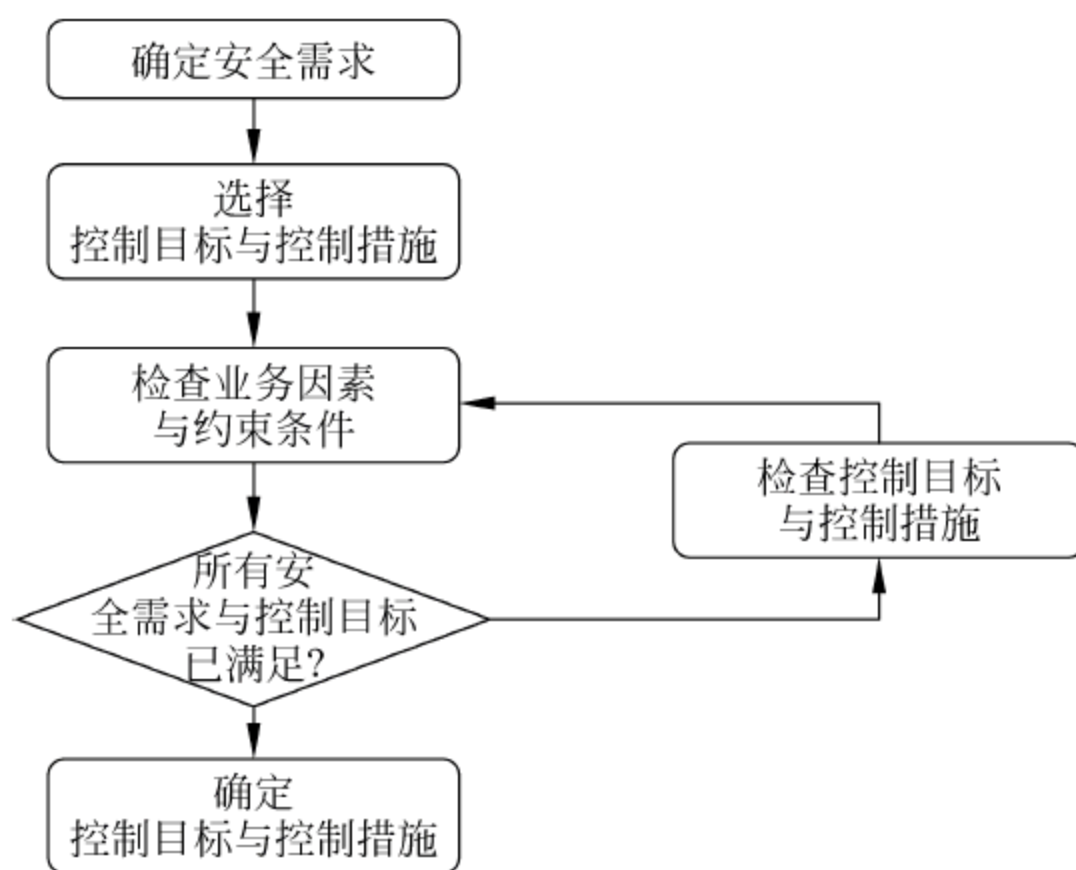 确定安全需求
选择
控制目标与控制措施
检查业务因素
与约束条件
检查控制目标
与控制措施
所有安
全需求与控制目标
已满足?
确定
控制目标与控制措施